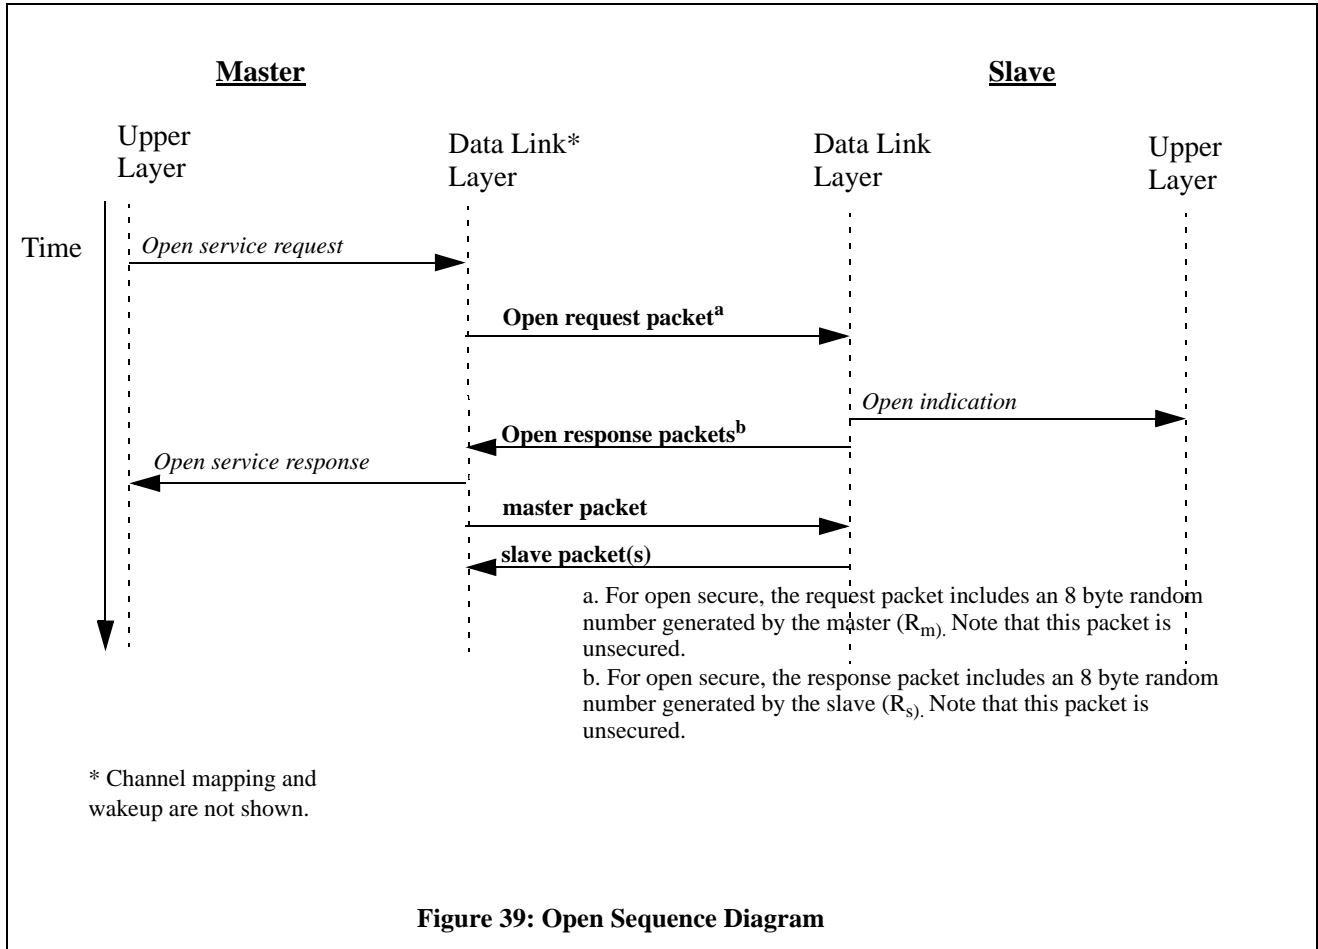 Master
Slave
Upper
Layer
Data Link*
Layer
Data Link
Layer
Upper
Layer
Time
Open service request
Open request packetᵃ
Open indication
Open response packetsᵇ
Open service response
master packet
slave packet(s)
a. For open secure, the request packet includes an 8 byte random
number generated by the master (Rm). Note that this packet is
unsecured.
b. For open secure, the response packet includes an 8 byte random
number generated by the slave (Rs). Note that this packet is
unsecured.
* Channel mapping and
wakeup are not shown.
Figure 39: Open Sequence Diagram